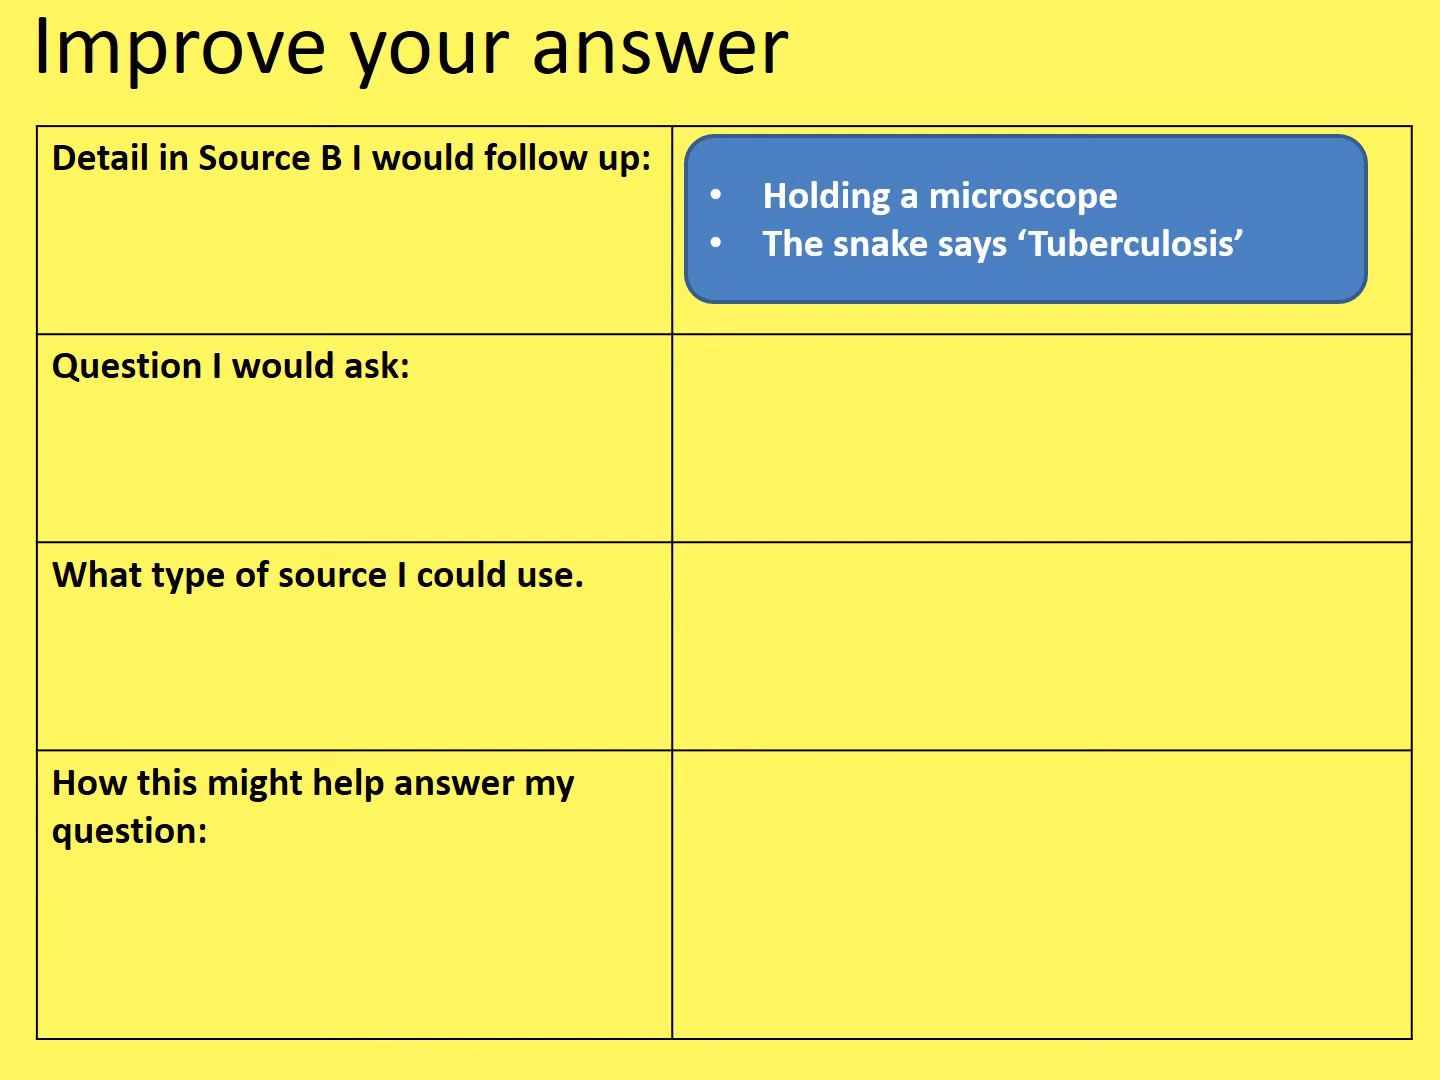 Improve your answer
Detail in Source B I would follow up:
• Holding a microscope
• The snake says ‘Tuberculosis’
Question I would ask:
What type of source I could use.
How this might help answer my
question: